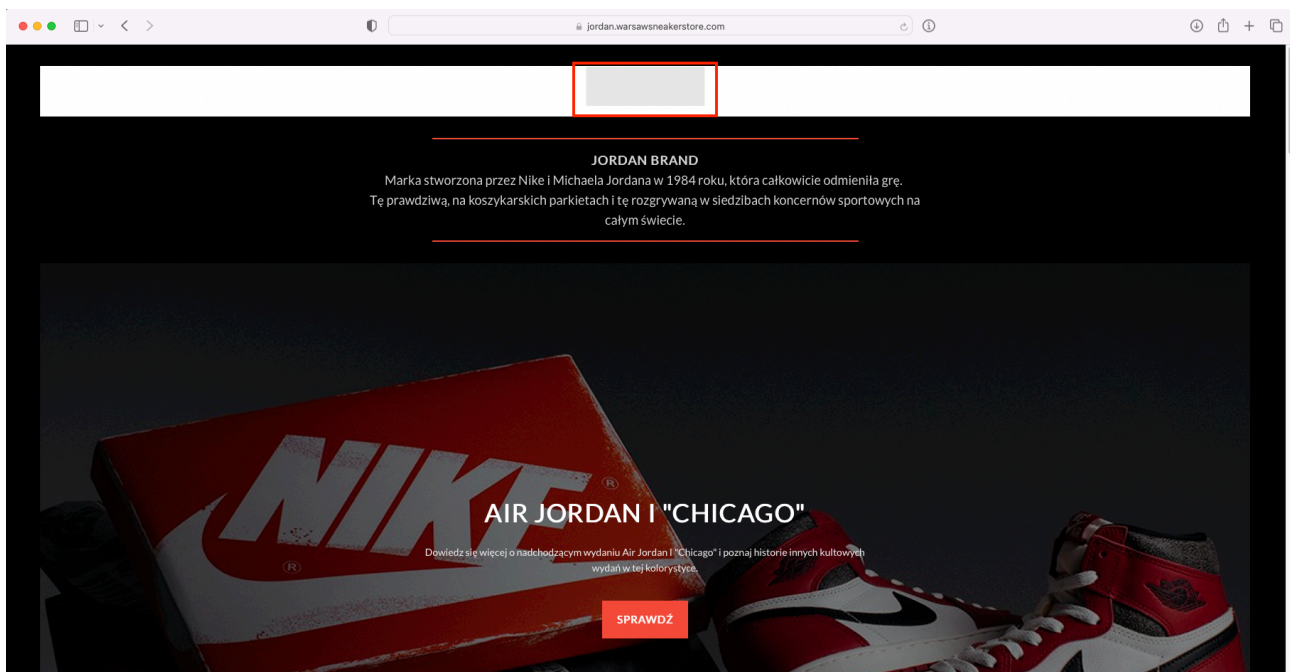 jordan.warsawsneakerstore.com
JORDAN BRAND
Marka stworzona przez Nike i Michaela Jordana w 1984 roku, która całkowicie odmieniła grę.
Tę prawdziwą, na koszykarskich parkietach i tę rozgrywaną w siedzibach koncernów sportowych na
całym świecie.
NIKE ®
®
AIR JORDAN I "CHICAGO"
Dowiedz się więcej o nadchodzącym wydaniu Air Jordan I "Chicago" i poznaj historie innych kultowych
wydań w tej kolorystyce.
SPRAWDŹ